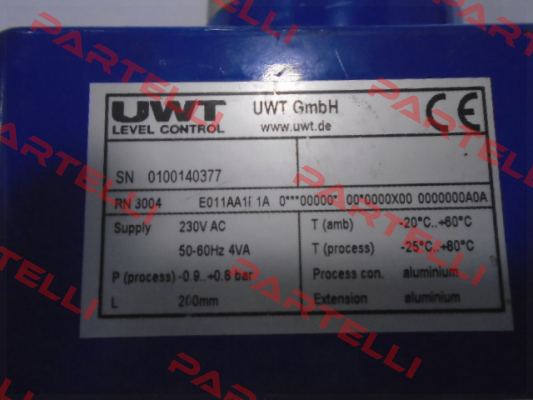 PARTELLI
UWT
LEVEL CONTROL
UWT GmbH
www.uwt.de
CE
SN 0100140377
RN 3004 0***00000* 00*0000X00 0000000A0A
Supply 230V AC
50-60Hz 4VA
T (amb) -20°C..+60°C
T (process) -25°C..+80°C
P (process) -0.9..+0.8 bar
Process con. aluminium
L 200mm
Extension aluminium
PARTELLI
PARTELLI
PARTELLI
PARTELLI